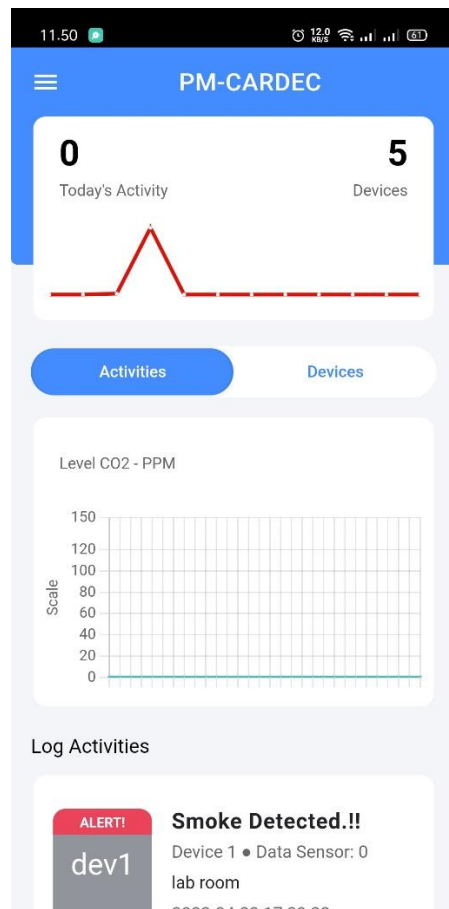 11.50 12.0 KB/S 61
PM-CARDEC
0 5
Today's Activity Devices
Activities Devices
Level CO2 - PPM
150
120
100
80
60
40
20
0
Scale
Log Activities
ALERT!
dev1
Smoke Detected.!!
Device 1 ● Data Sensor: 0
lab room